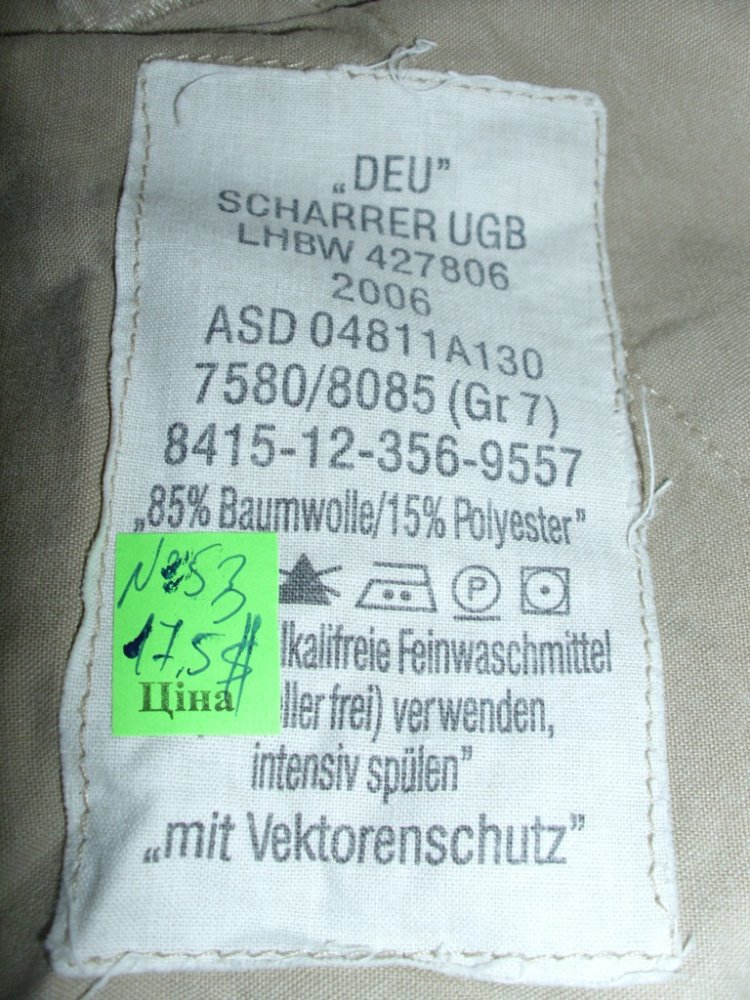 „DEU”
SCHARRER UGB
LHBW 427806
2006
ASD 04811A130
7580/8085 (Gr 7)
8415-12-356-9557
„85% Baumwolle/15% Polyester”
№53
P
17,5$
lkalifreie Feinwaschmittel
Ціна
ller frei) verwenden,
intensiv spülen”
„mit Vektorenschutz”